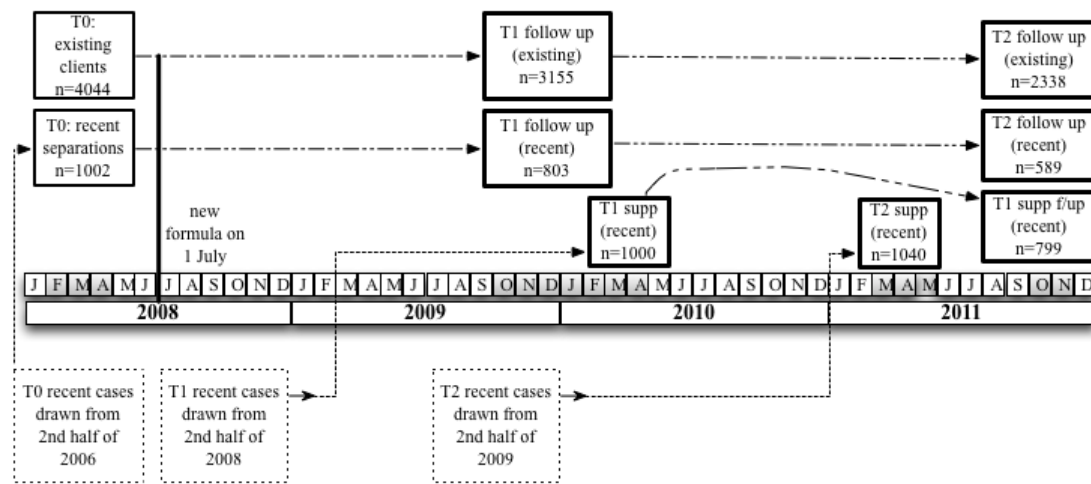 T0:
existing
clients
n=4044
T1 follow up
(existing)
n=3155
T2 follow up
(existing)
n=2338
T0: recent
separations
n=1002
T1 follow up
(recent)
n=803
T2 follow up
(recent)
n=589
new
formula on
1 July
T1 supp
(recent)
n=1000
T2 supp
(recent)
n=1040
T1 supp f/up
(recent)
n=799
J F M A M J J A S O N D J F M A M J J A S O N D J F M A M J J A S O N D J F M A M J J A S O N D
2008 2009 2010 2011
T0 recent cases
drawn from
2nd half of
2006
T1 recent cases
drawn from
2nd half of
2008
T2 recent cases
drawn from
2nd half of
2009